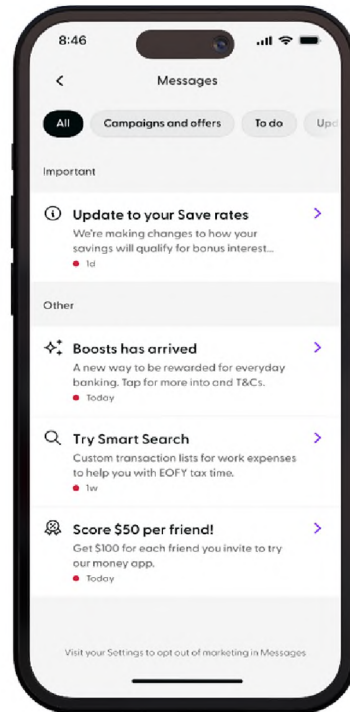 8:46
Messages
All Campaigns and offers To do Upd
Important
Update to your Save rates
We're making changes to how your
savings will qualify for bonus interest...
1d
Other
Boosts has arrived
A new way to be rewarded for everyday
banking. Tap for more into and T&Cs.
Today
Try Smart Search
Custom transaction lists for work expenses
to help you with EOFY tax time.
1w
Score $50 per friend!
Get $100 for each friend you invite to try
our money app.
Today
Visit your Settings to opt out of marketing in Messages